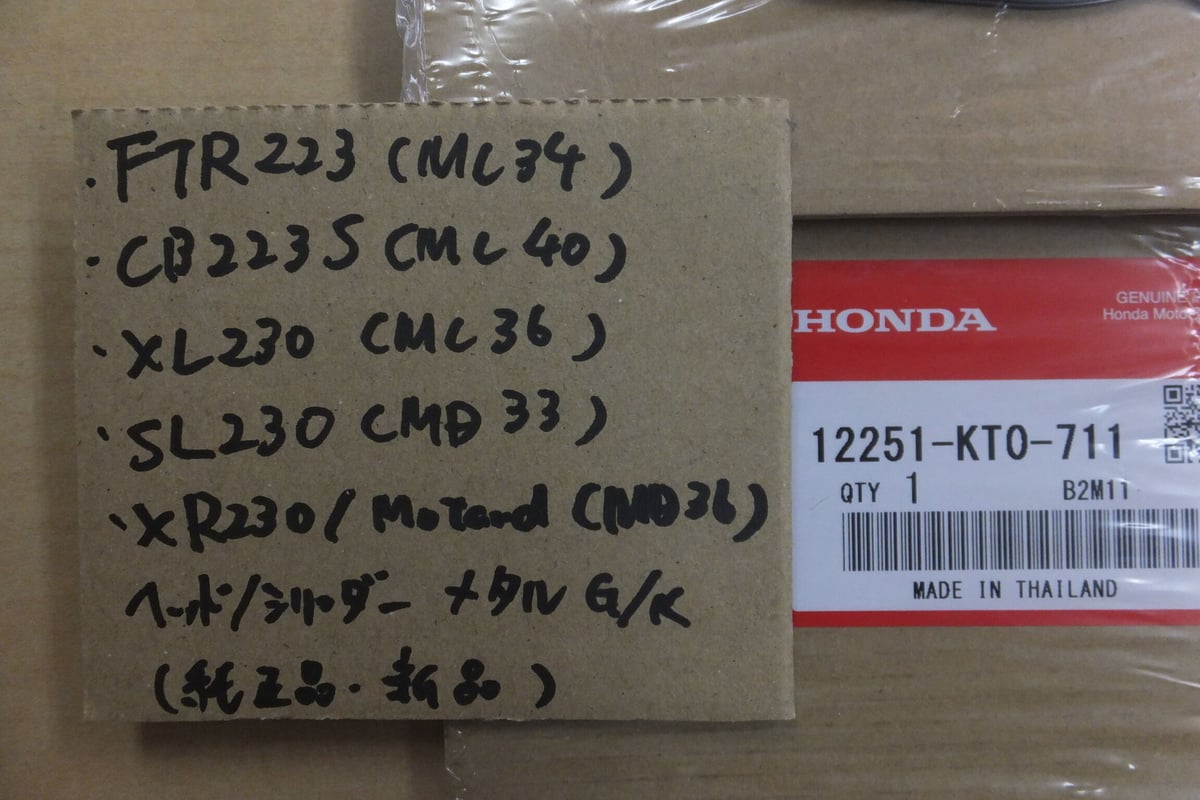 ・FTR223 (MC34)
・CB223S (MC40)
・XL230 (MC36)
・SL230 (MD33)
・XR230/Motard (MD36)
ヘッド/シリンダー メタル G/K
(純正品・新品)
HONDA
GENUINE
Honda Moto
12251-KT0-711
QTY 1 B2M11
MADE IN THAILAND